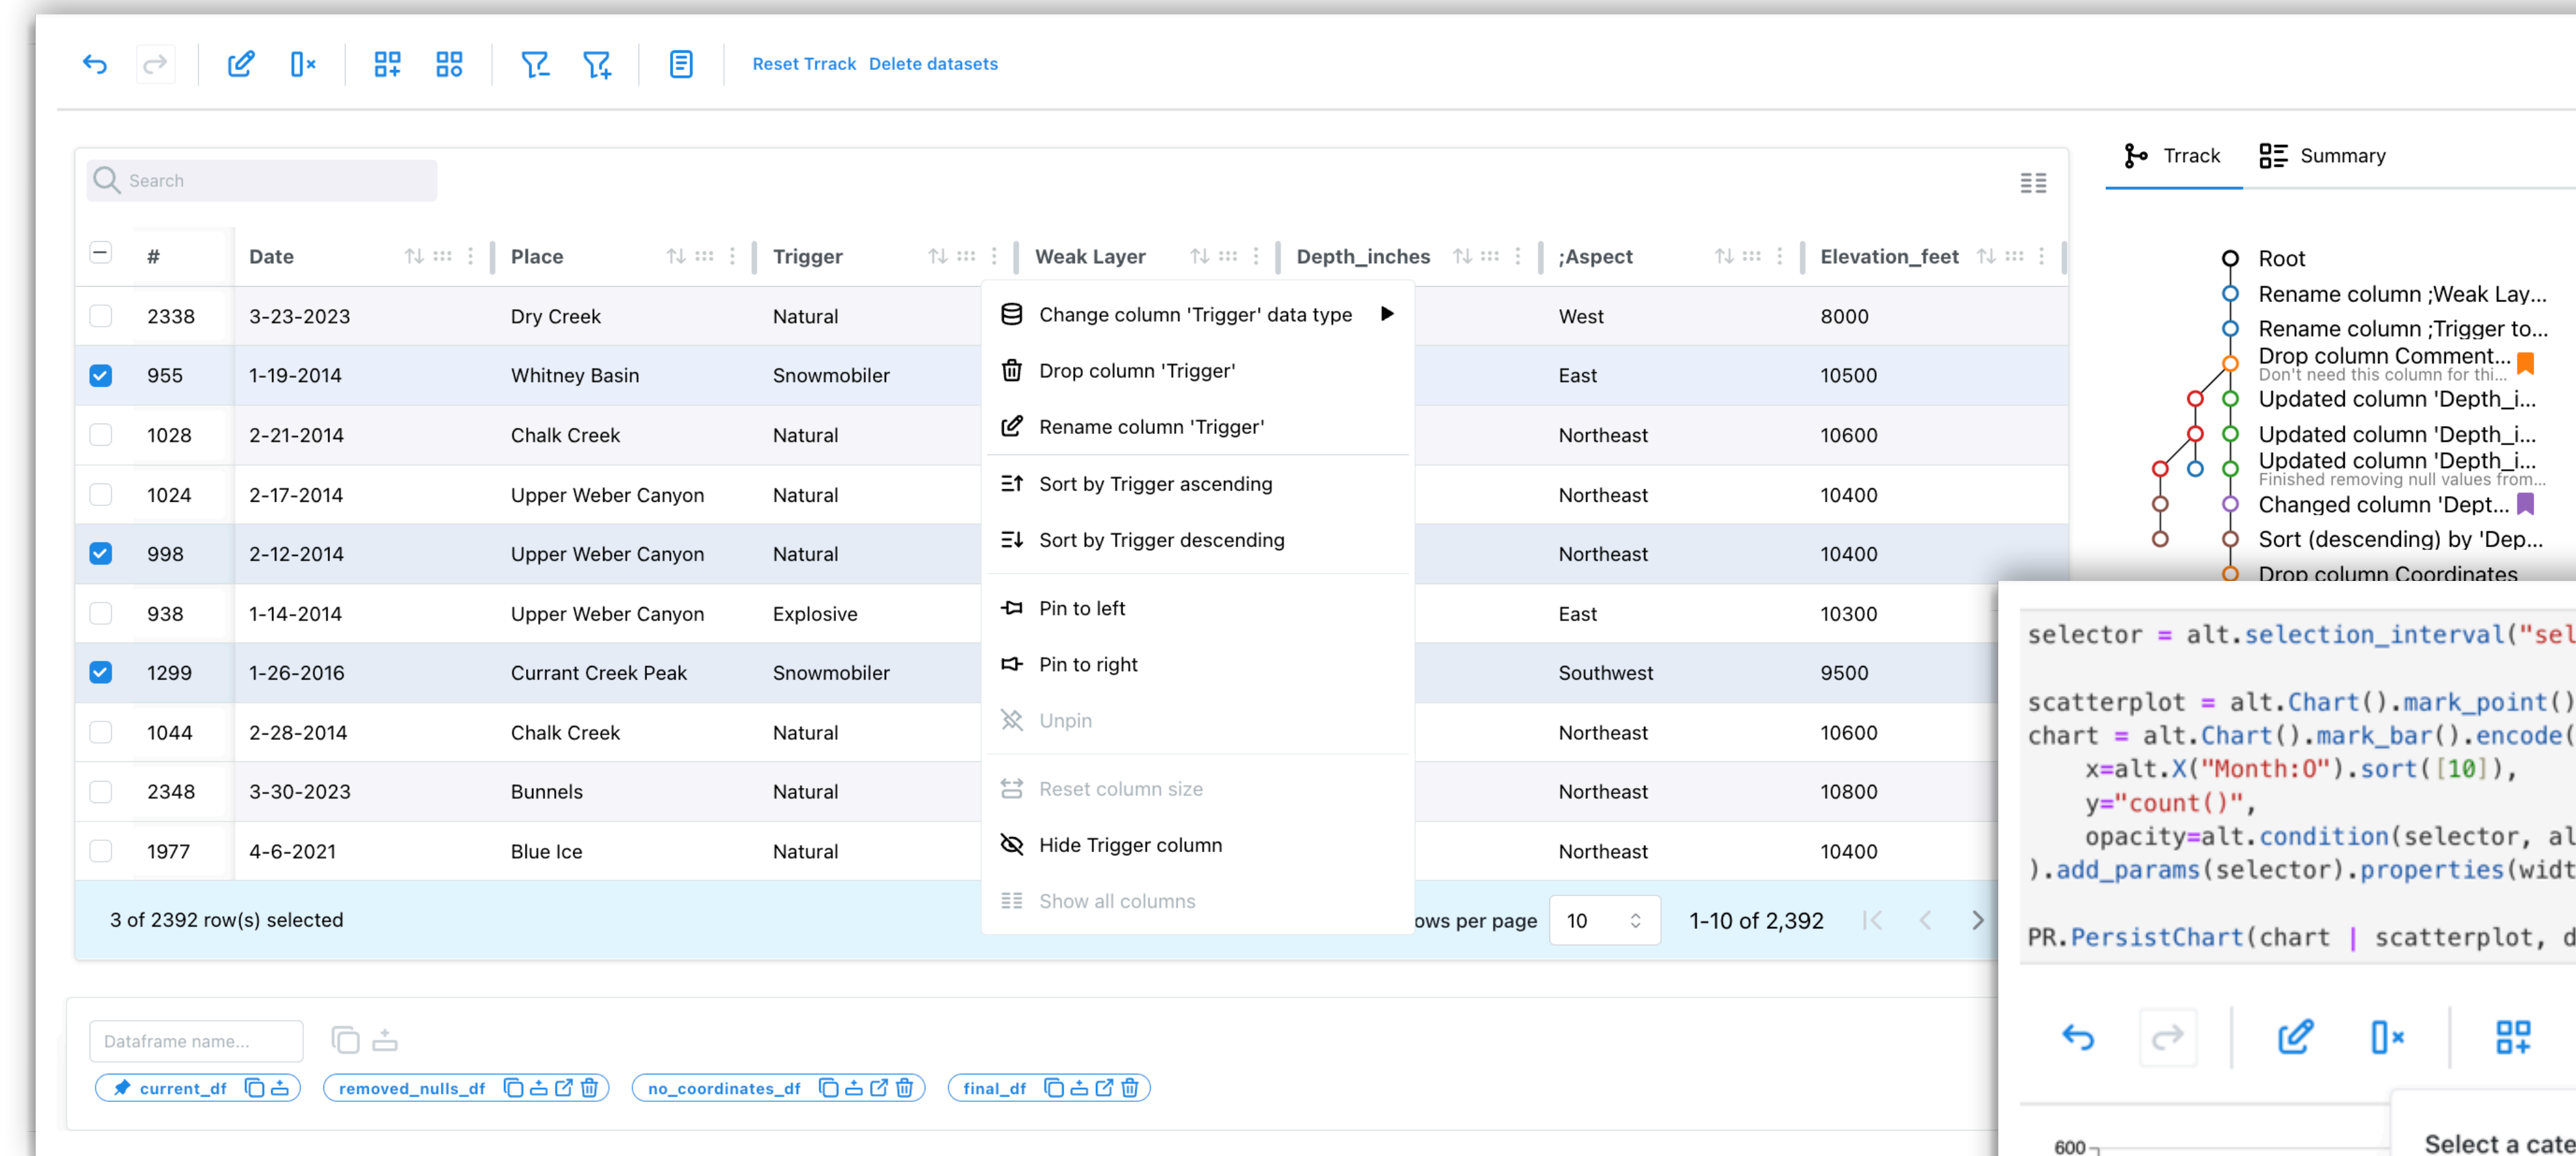 Reset Trrack Delete datasets
Search
# Date Place Trigger Weak Layer Depth_inches ;Aspect Elevation_feet
2338 3-23-2023 Dry Creek Natural West 8000
955 1-19-2014 Whitney Basin Snowmobiler East 10500
1028 2-21-2014 Chalk Creek Natural Northeast 10600
1024 2-17-2014 Upper Weber Canyon Natural Northeast 10400
998 2-12-2014 Upper Weber Canyon Natural Northeast 10400
938 1-14-2014 Upper Weber Canyon Explosive East 10300
1299 1-26-2016 Currant Creek Peak Snowmobiler Southwest 9500
1044 2-28-2014 Chalk Creek Natural Northeast 10600
2348 3-30-2023 Bunnels Natural Northeast 10800
1977 4-6-2021 Blue Ice Natural Northeast 10400
3 of 2392 row(s) selected ows per page 10 1-10 of 2,392
Change column 'Trigger' data type
Drop column 'Trigger'
Rename column 'Trigger'
Sort by Trigger ascending
Sort by Trigger descending
Pin to left
Pin to right
Unpin
Reset column size
Hide Trigger column
Show all columns
Dataframe name...
current_df removed_nulls_df no_coordinates_df final_df
Trrack Summary
Root
Rename column ;Weak Lay...
Rename column ;Trigger to...
Drop column Comment...
Don't need this column for thi...
Updated column 'Depth_i...
Updated column 'Depth_i...
Updated column 'Depth_i...
Finished removing null values from...
Changed column 'Dept...
Sort (descending) by 'Dep...
Drop column Coordinates
selector = alt.selection_interval("sel
scatterplot = alt.Chart().mark_point()
chart = alt.Chart().mark_bar().encode(
x=alt.X("Month:O").sort([10]),
y="count()",
opacity=alt.condition(selector, al
).add_params(selector).properties(widt
PR.PersistChart(chart | scatterplot, d
600
Select a cate